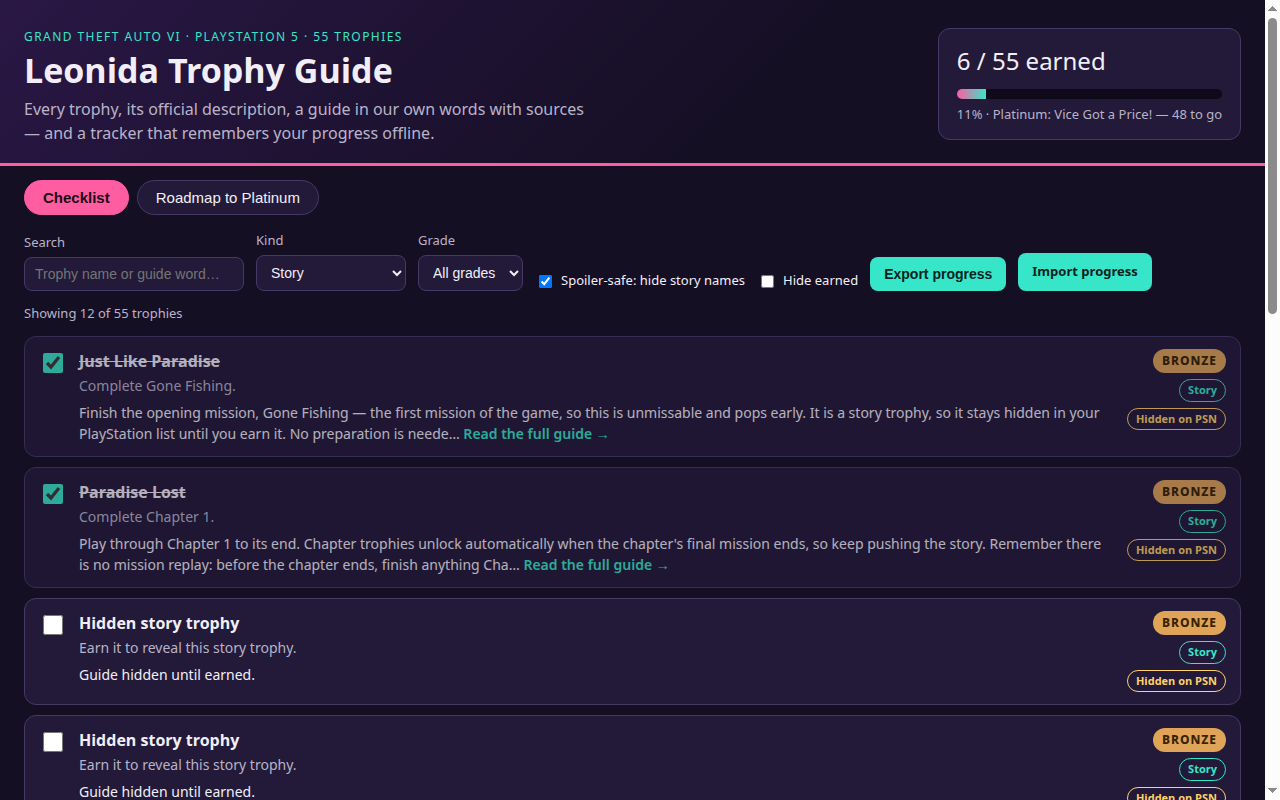 GRAND THEFT AUTO VI · PLAYSTATION 5 · 55 TROPHIES
Leonida Trophy Guide
Every trophy, its official description, a guide in our own words with sources
— and a tracker that remembers your progress offline.
6 / 55 earned
11% · Platinum: Vice Got a Price! — 48 to go
Checklist
Roadmap to Platinum
Search
Trophy name or guide word…
Kind
Story
Grade
All grades
Spoiler-safe: hide story names
Hide earned
Export progress
Import progress
Showing 12 of 55 trophies
Just Like Paradise
Complete Gone Fishing.
Finish the opening mission, Gone Fishing — the first mission of the game, so this is unmissable and pops early. It is a story trophy, so it stays hidden in your
PlayStation list until you earn it. No preparation is neede… Read the full guide →
BRONZE
Story
Hidden on PSN
Paradise Lost
Complete Chapter 1.
Play through Chapter 1 to its end. Chapter trophies unlock automatically when the chapter's final mission ends, so keep pushing the story. Remember there
is no mission replay: before the chapter ends, finish anything Cha… Read the full guide →
BRONZE
Story
Hidden on PSN
Hidden story trophy
Earn it to reveal this story trophy.
Guide hidden until earned.
BRONZE
Story
Hidden on PSN
Hidden story trophy
Earn it to reveal this story trophy.
Guide hidden until earned.
BRONZE
Story
Hidden on PSN